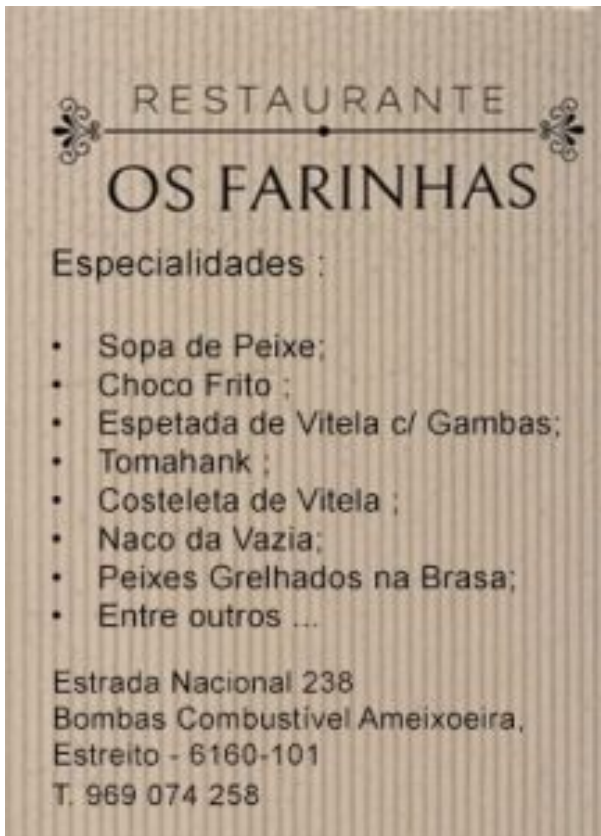 RESTAURANTE
OS FARINHAS
Especialidades :
• Sopa de Peixe;
• Choco Frito ;
• Espetada de Vitela c/ Gambas;
• Tomahank ;
• Costeleta de Vitela ;
• Naco da Vazia;
• Peixes Grelhados na Brasa;
• Entre outros ...
Estrada Nacional 238
Bombas Combustível Ameixoeira,
Estreito - 6160-101
T. 969 074 258